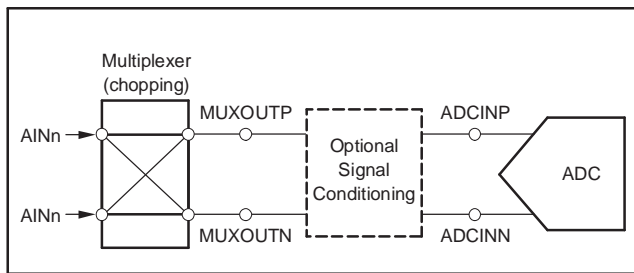 Multiplexer
(chopping)
MUXOUTP
ADCINP
AINn
Optional
Signal
Conditioning
ADC
AINn
MUXOUTN
ADCINN